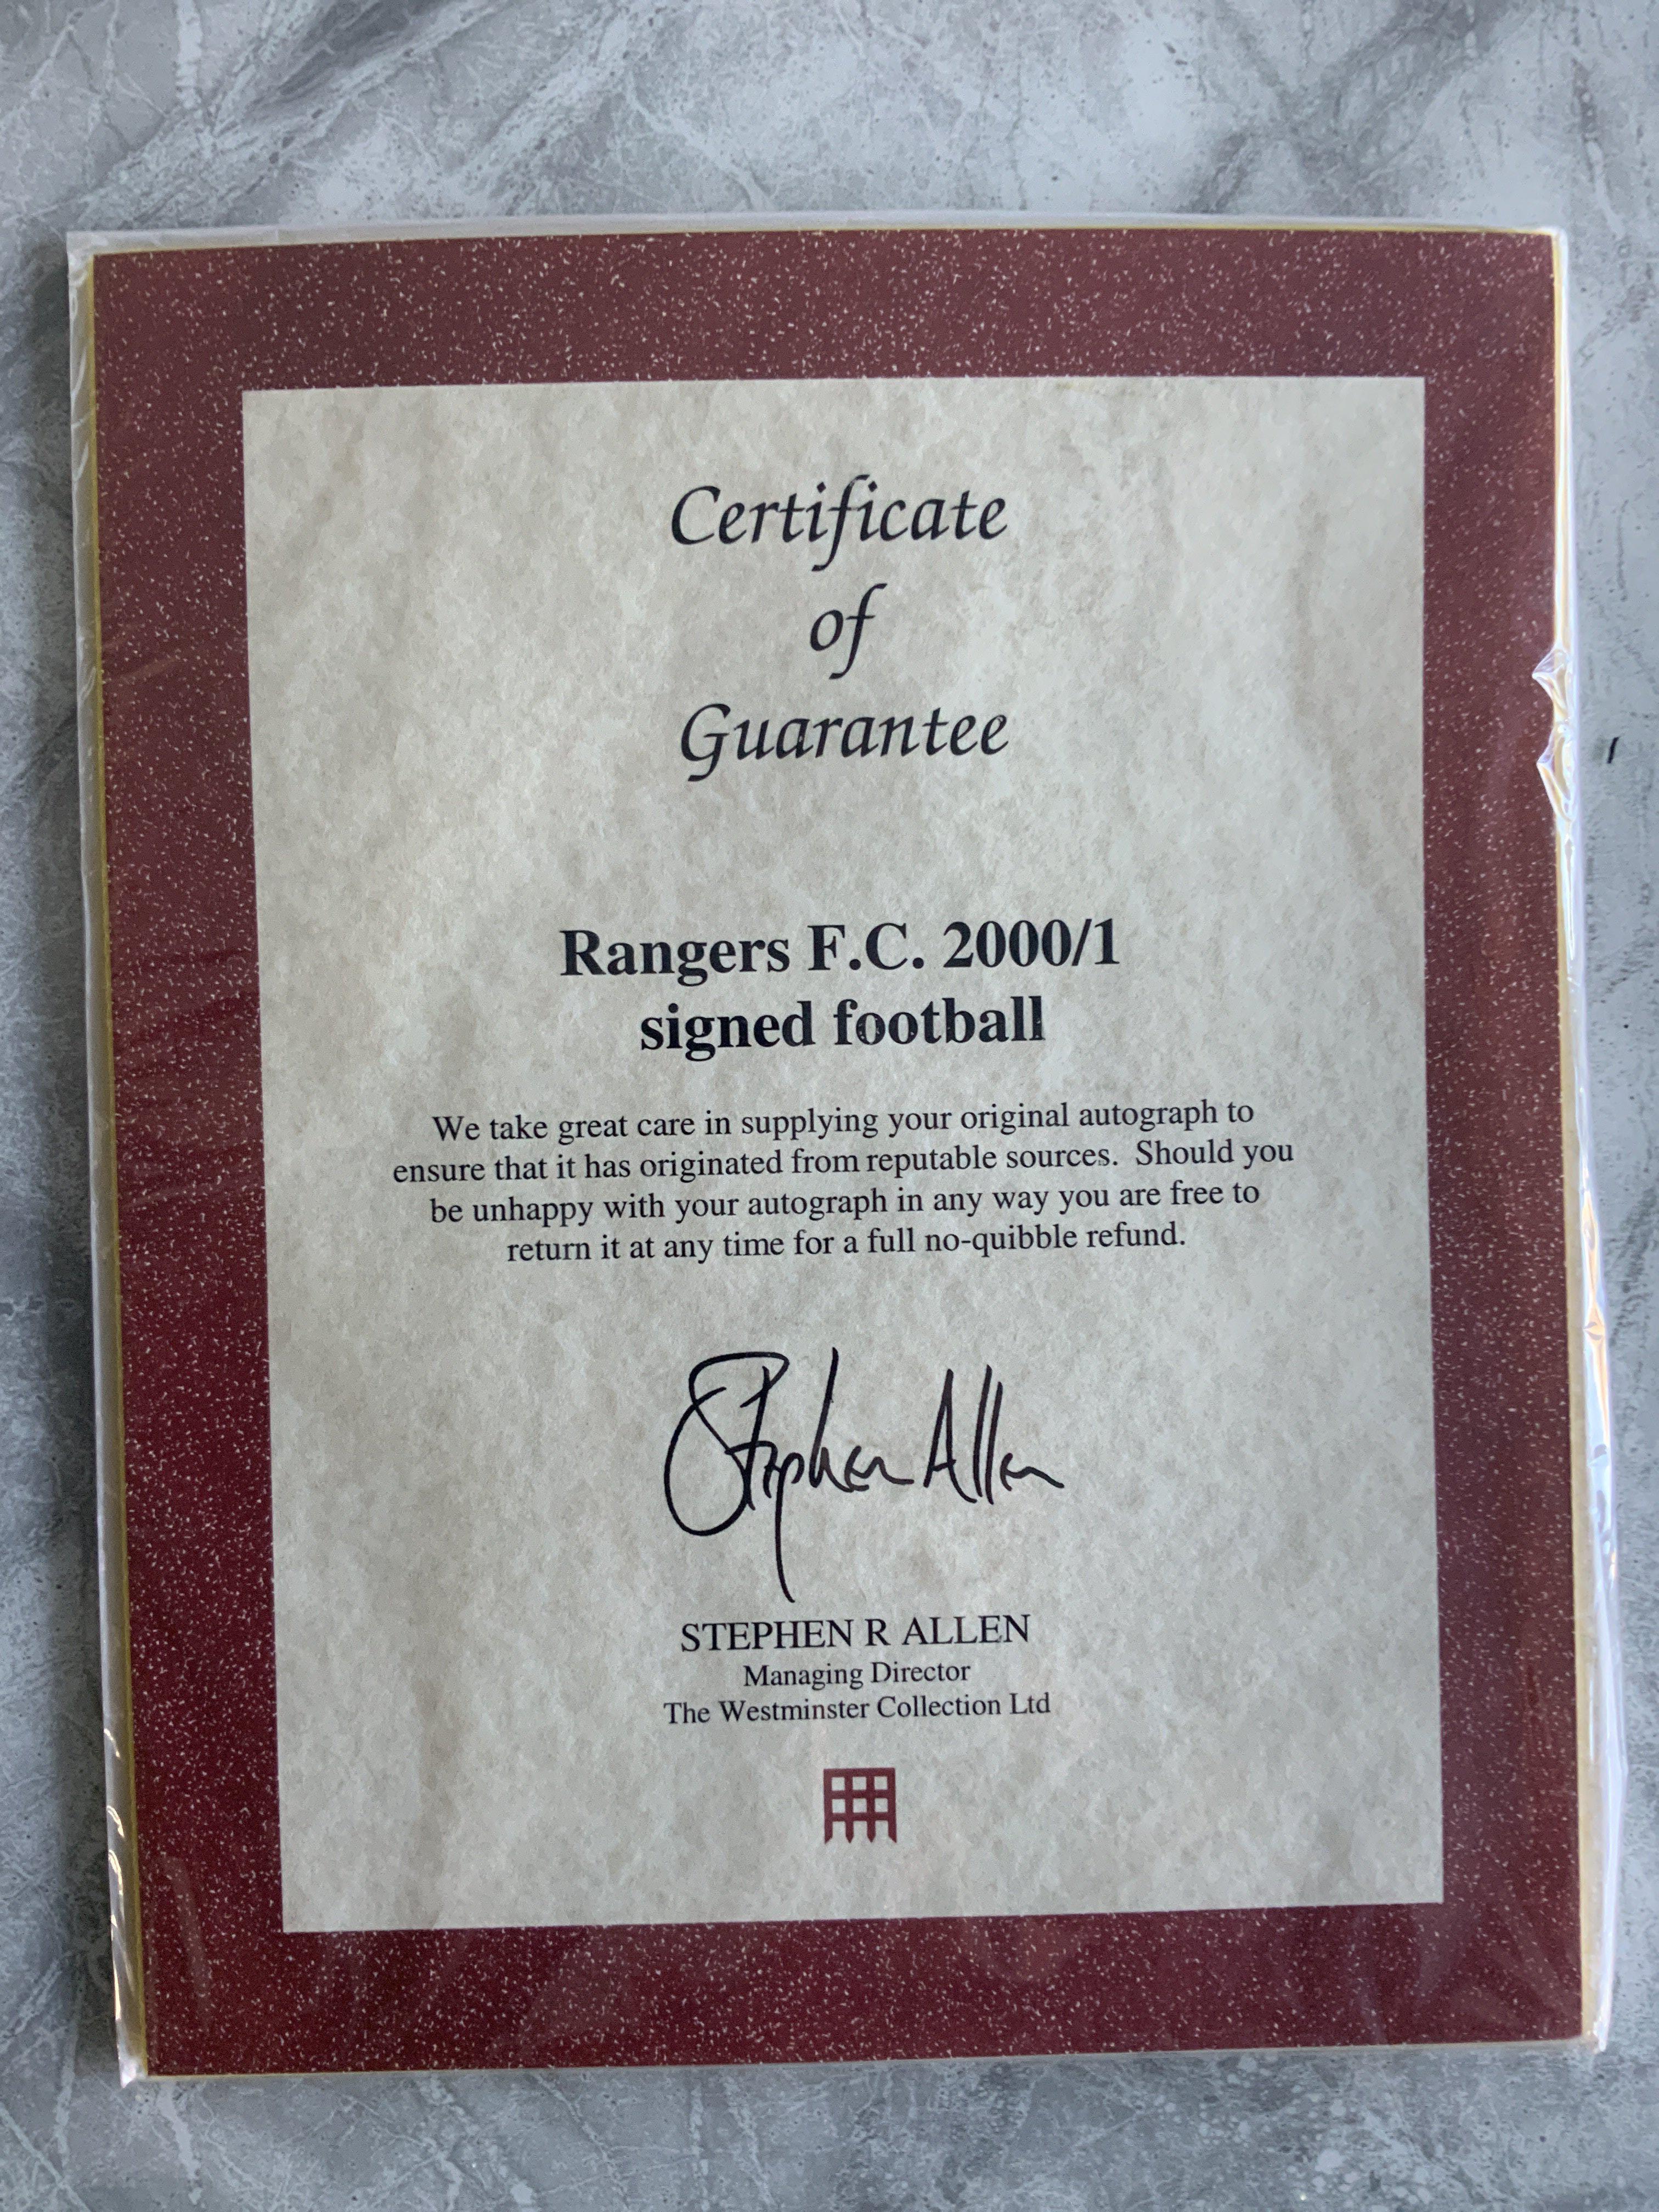 Certificate
of
Guarantee
Rangers F.C. 2000/1
signed football
We take great care in supplying your original autograph to
ensure that it has originated from reputable sources.  Should you
be unhappy with your autograph in any way you are free to
return it at any time for a full no-quibble refund.
Stephen Allen
STEPHEN R ALLEN
Managing Director
The Westminster Collection Ltd